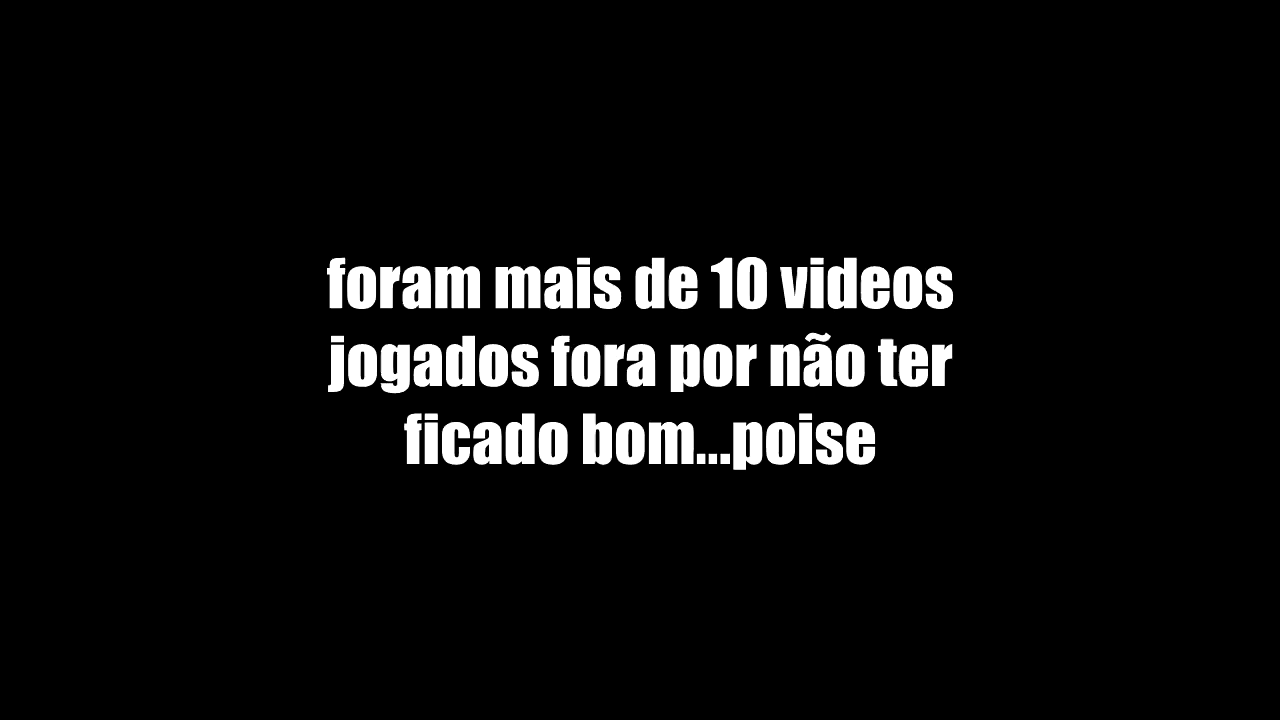 foram mais de 10 videos
jogados fora por não ter
ficado bom...poise